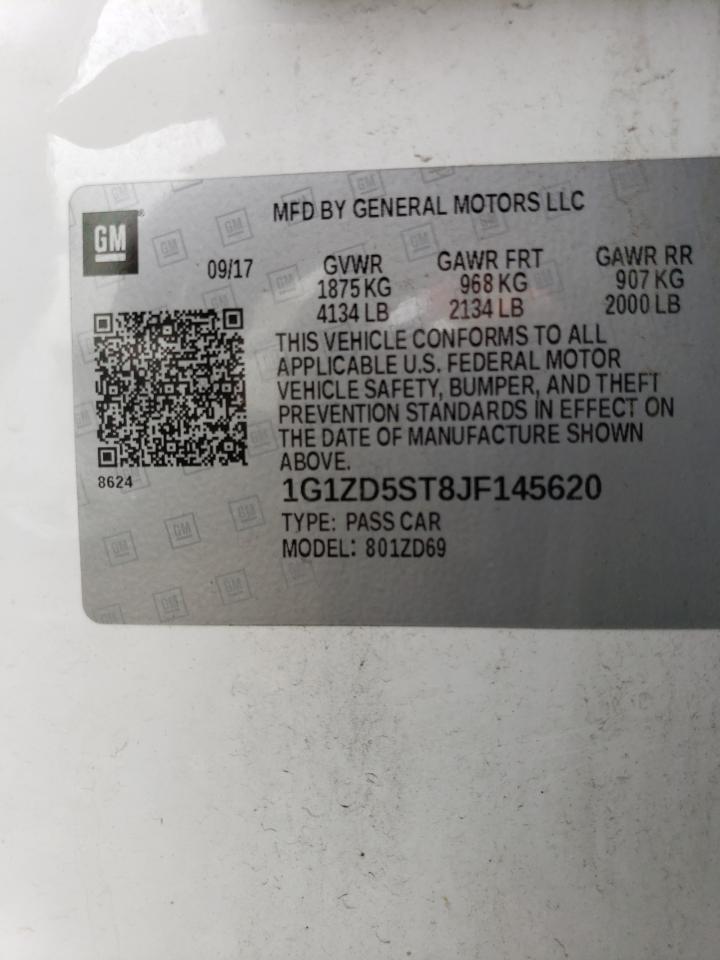 MFD BY GENERAL MOTORS LLC
GM
09/17 GVWR GAWR FRT GAWR RR
1875 KG 968 KG 907 KG
4134 LB 2134 LB 2000 LB
THIS VEHICLE CONFORMS TO ALL
APPLICABLE U.S. FEDERAL MOTOR
VEHICLE SAFETY, BUMPER, AND THEFT
PREVENTION STANDARDS IN EFFECT ON
THE DATE OF MANUFACTURE SHOWN
ABOVE.
8624
1G1ZD5ST8JF145620
TYPE: PASS CAR
MODEL: 801ZD69